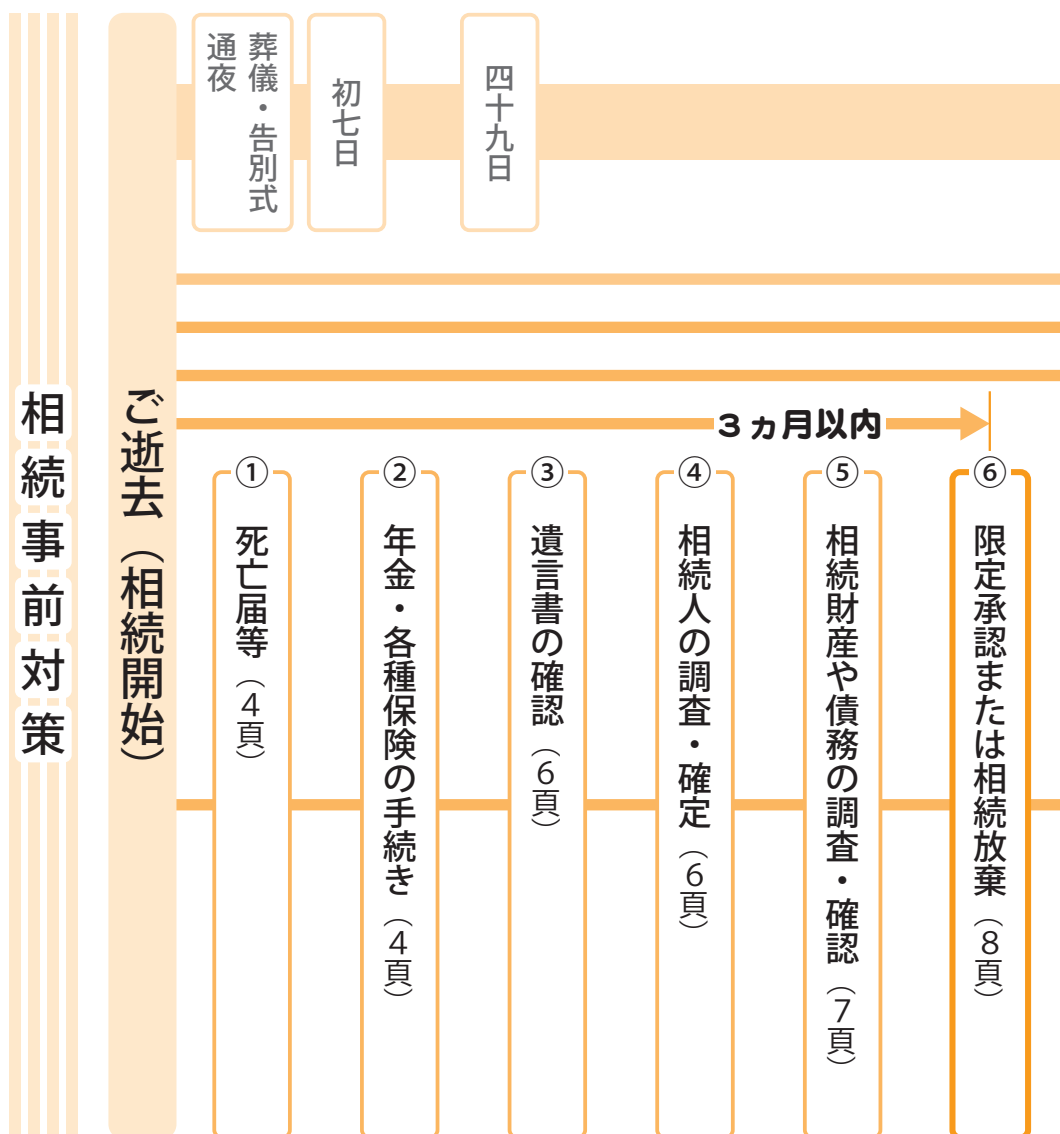 相続事前対策
ご逝去(相続開始)
葬儀・告別式
通夜
初七日
四十九日
3ヵ月以内
①
死亡届等(4頁)
②
年金・各種保険の手続き(4頁)
③
遺言書の確認(6頁)
④
相続人の調査・確定(6頁)
⑤
相続財産や債務の調査・確認(7頁)
⑥
限定承認または相続放棄(8頁)